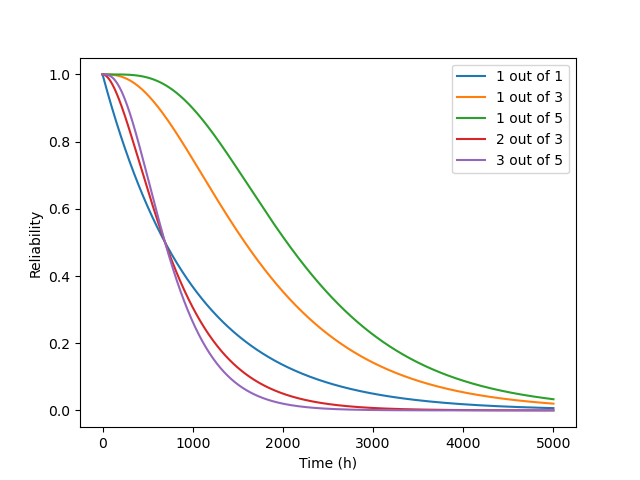 1 out of 1
1 out of 3
1 out of 5
2 out of 3
3 out of 5
Reliability
1.0
0.8
0.6
0.4
0.2
0.0
0 1000 2000 3000 4000 5000
Time (h)